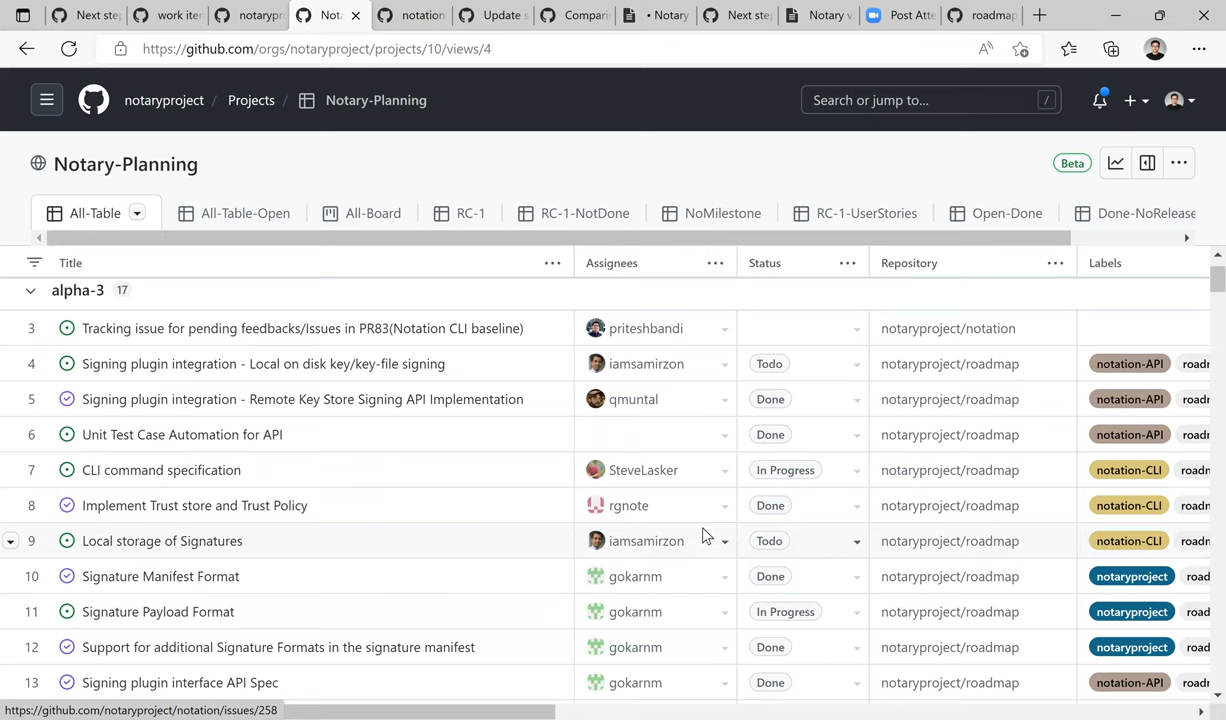 Next ste
work iter
notarypr
Not
notation
Update s
Compari
• Notary
Next ste
Notary v
Post Atte
roadmap
https://github.com/orgs/notaryproject/projects/10/views/4
notaryproject / Projects / Notary-Planning
Search or jump to... /
Notary-Planning
Beta
All-Table
All-Table-Open
All-Board
RC-1
RC-1-NotDone
NoMilestone
RC-1-UserStories
Open-Done
Done-NoRelease
Title Assignees Status Repository Labels
alpha-3 17
3 Tracking issue for pending feedbacks/Issues in PR83(Notation CLI baseline) priteshbandi notaryproject/notation
4 Signing plugin integration - Local on disk key/key-file signing iamsamirzon Todo notaryproject/roadmap notation-API roadr
5 Signing plugin integration - Remote Key Store Signing API Implementation qmuntal Done notaryproject/roadmap notation-API roadr
6 Unit Test Case Automation for API Done notaryproject/roadmap notation-API roadr
7 CLI command specification SteveLasker In Progress notaryproject/roadmap notation-CLI roadn
8 Implement Trust store and Trust Policy rgnote Done notaryproject/roadmap notation-CLI roadn
9 Local storage of Signatures iamsamirzon Todo notaryproject/roadmap notation-CLI roadn
10 Signature Manifest Format gokarnm Done notaryproject/roadmap notaryproject road
11 Signature Payload Format gokarnm In Progress notaryproject/roadmap notaryproject road
12 Support for additional Signature Formats in the signature manifest gokarnm Done notaryproject/roadmap notaryproject road
13 Signing plugin interface API Spec gokarnm Done notaryproject/roadmap notation-API roadr
https://github.com/notaryproject/notation/issues/258